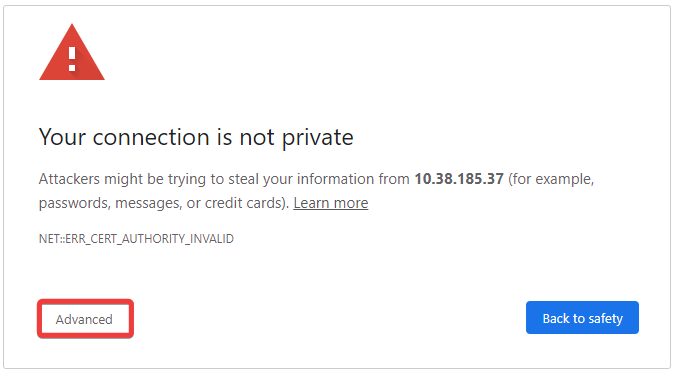 Your connection is not private
Attackers might be trying to steal your information from 10.38.185.37 (for example,
passwords, messages, or credit cards). Learn more
NET::ERR_CERT_AUTHORITY_INVALID
Advanced
Back to safety